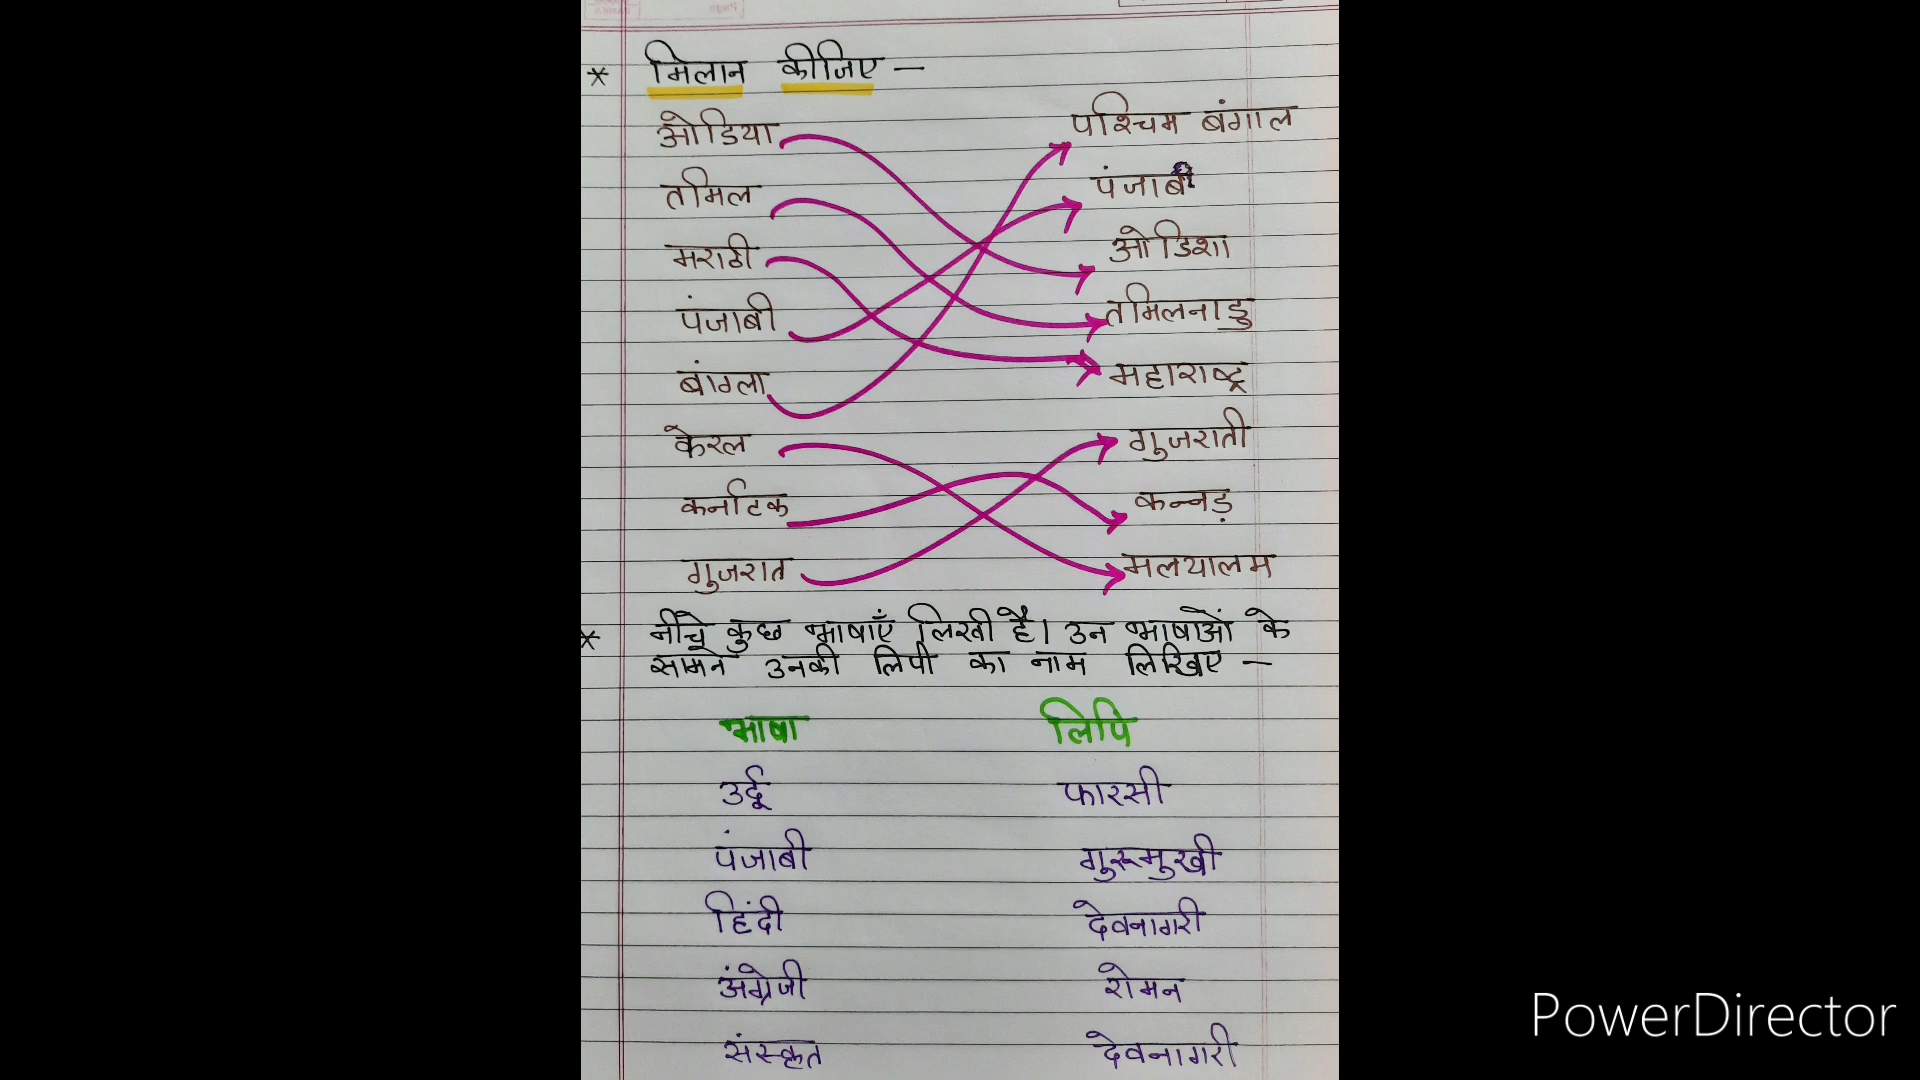 * मिलान कीजिए —
ओडिया पश्चिम बंगाल
तमिल पंजाब
मराठी ओडिशा
पंजाबी तमिलनाडु
बांग्ला महाराष्ट्र
केरल गुजराती
कर्नाटक कन्नड़
गुजरात मलयालम
* नीचे कुछ भाषाएँ लिखी है। उन भाषाओं के
सामने उनकी लिपी का नाम लिखिए —
भाषा लिपि
उर्दू फारसी
पंजाबी गुरूमुखी
हिंदी देवनागरी
अंग्रेजी रोमन
संस्कृत देवनागरी
PowerDirector